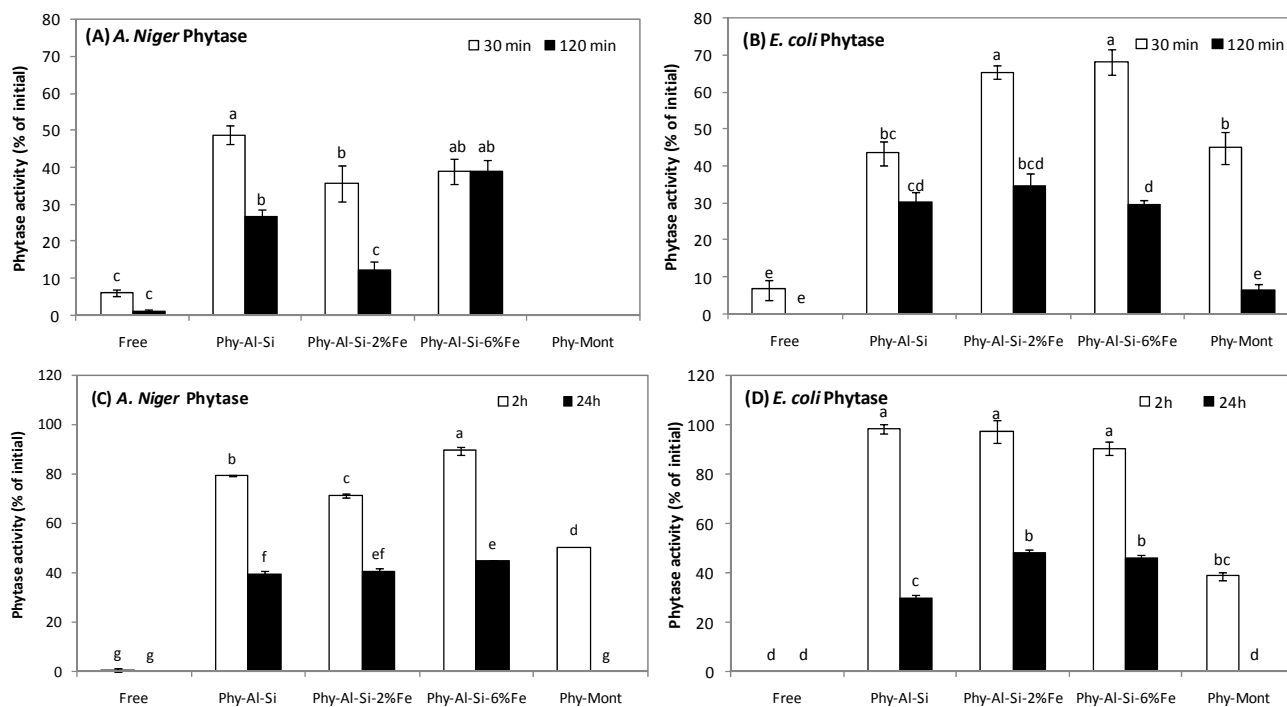 (A) A. Niger Phytase
30 min 120 min
Phytase activity (% of initial)
80
70
60
50
40
30
20
10
0
c c a b b c ab ab
Free Phy-Al-Si Phy-Al-Si-2%Fe Phy-Al-Si-6%Fe Phy-Mont
(B) E. coli Phytase
30 min 120 min
Phytase activity (% of initial)
80
70
60
50
40
30
20
10
0
e e bc cd a bcd a d b e
Free Phy-Al-Si Phy-Al-Si-2%Fe Phy-Al-Si-6%Fe Phy-Mont
(C) A. Niger Phytase
2h 24h
Phytase activity (% of initial)
120
100
80
60
40
20
0
g g b f c ef a e d g
Free Phy-Al-Si Phy-Al-Si-2%Fe Phy-Al-Si-6%Fe Phy-Mont
(D) E. coli Phytase
2h 24h
Phytase activity (% of initial)
120
100
80
60
40
20
0
d d a c a b a b bc d
Free Phy-Al-Si Phy-Al-Si-2%Fe Phy-Al-Si-6%Fe Phy-Mont